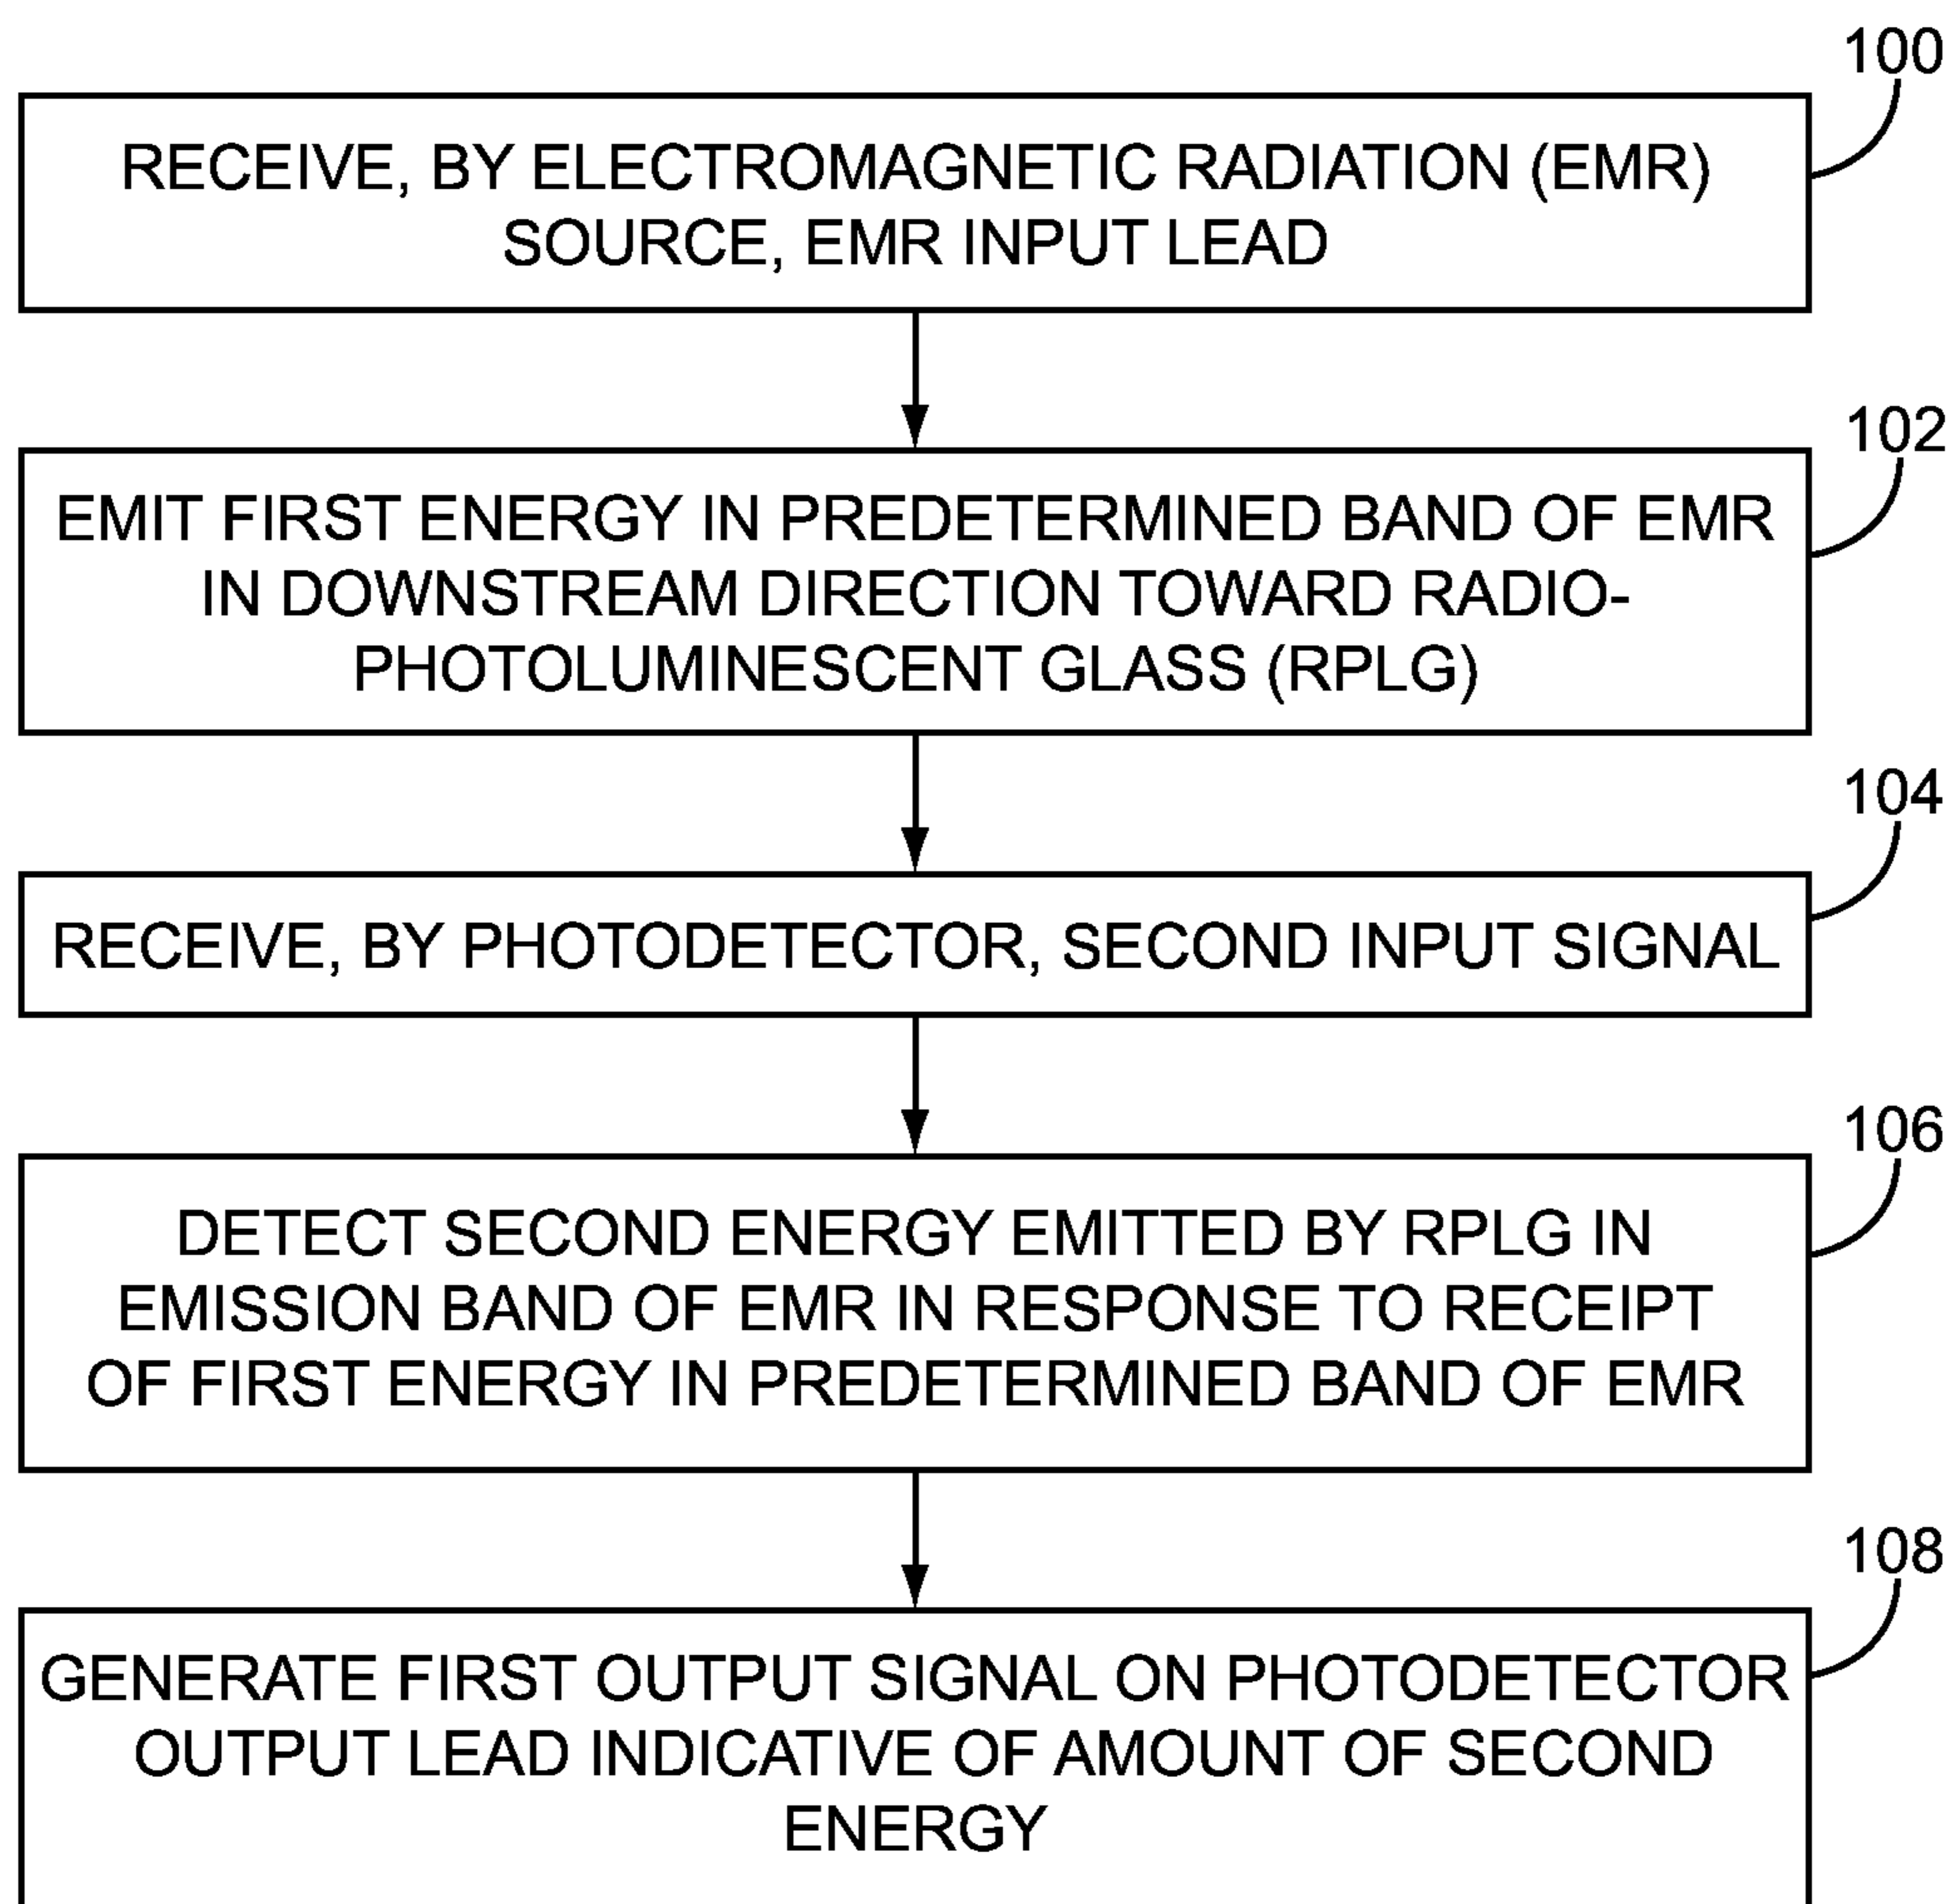 100
RECEIVE, BY ELECTROMAGNETIC RADIATION (EMR)
SOURCE, EMR INPUT LEAD
102
EMIT FIRST ENERGY IN PREDETERMINED BAND OF EMR
IN DOWNSTREAM DIRECTION TOWARD RADIO-
PHOTOLUMINESCENT GLASS (RPLG)
104
RECEIVE, BY PHOTODETECTOR, SECOND INPUT SIGNAL
106
DETECT SECOND ENERGY EMITTED BY RPLG IN
EMISSION BAND OF EMR IN RESPONSE TO RECEIPT
OF FIRST ENERGY IN PREDETERMINED BAND OF EMR
108
GENERATE FIRST OUTPUT SIGNAL ON PHOTODETECTOR
OUTPUT LEAD INDICATIVE OF AMOUNT OF SECOND
ENERGY